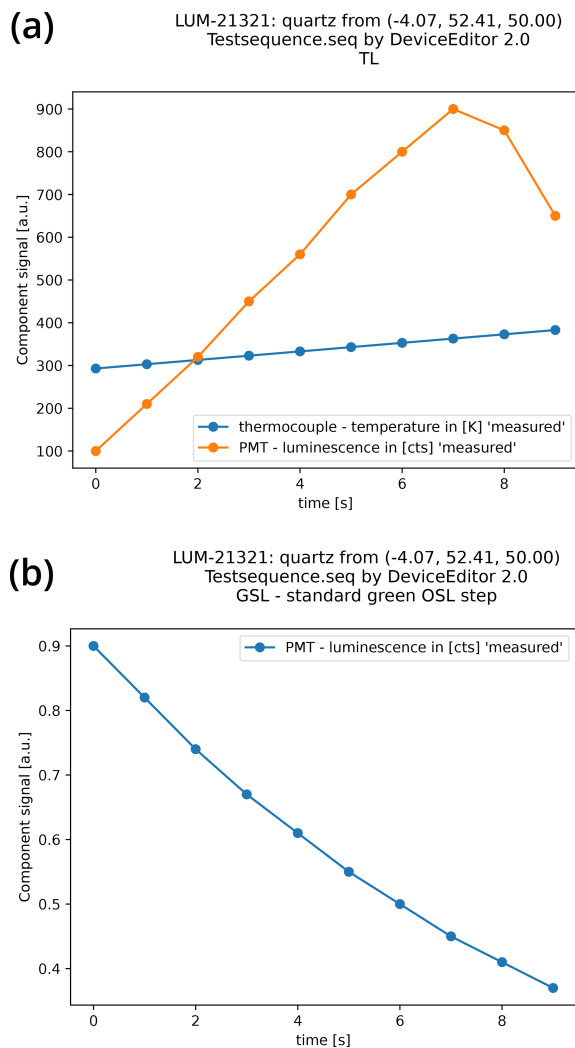 (a)
LUM-21321: quartz from (-4.07, 52.41, 50.00)
Testsequence.seq by DeviceEditor 2.0
TL
900
800
700
600
500
400
300
200
100
Component signal [a.u.]
thermocouple - temperature in [K] 'measured'
PMT - luminescence in [cts] 'measured'
0 2 4 6 8
time [s]
(b)
LUM-21321: quartz from (-4.07, 52.41, 50.00)
Testsequence.seq by DeviceEditor 2.0
GSL - standard green OSL step
PMT - luminescence in [cts] 'measured'
0.9
0.8
0.7
0.6
0.5
0.4
Component signal [a.u.]
0 2 4 6 8
time [s]